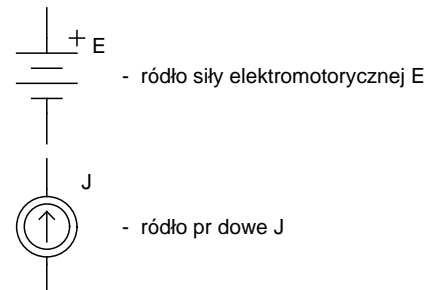 + E
- ródło siły elektromotorycznej E
J
- ródło pr dowe J